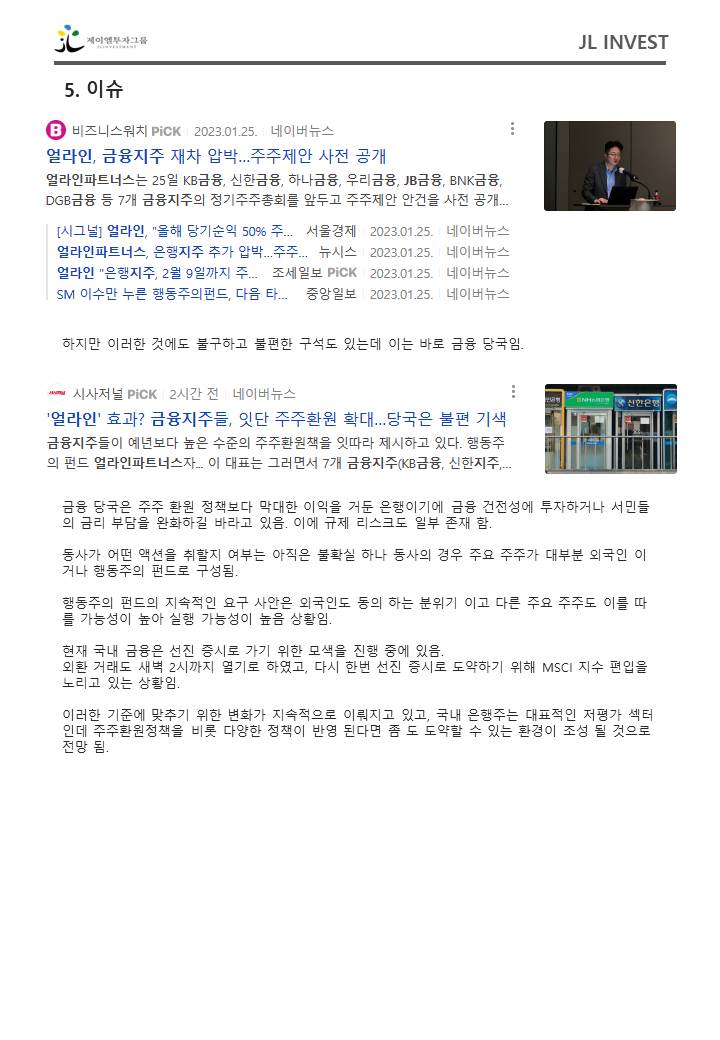 제이엘투자그룹
JLINVESTMENT
JL INVEST
5. 이슈
비즈니스워치 PiCK 2023.01.25. 네이버뉴스
얼라인, 금융지주 재차 압박...주주제안 사전 공개
얼라인파트너스는 25일 KB금융, 신한금융, 하나금융, 우리금융, JB금융, BNK금융,
DGB금융 등 7개 금융지주의 정기주주총회를 앞두고 주주제안 안건을 사전 공개...
[시그널] 얼라인, "올해 당기순익 50% 주... 서울경제 2023.01.25. 네이버뉴스
얼라인파트너스, 은행지주 추가 압박...주주... 뉴시스 2023.01.25. 네이버뉴스
얼라인 "은행지주, 2월 9일까지 주... 조세일보 PiCK 2023.01.25. 네이버뉴스
SM 이수만 누른 행동주의펀드, 다음 타... 중앙일보 2023.01.25. 네이버뉴스
하지만 이러한 것에도 불구하고 불편한 구석도 있는데 이는 바로 금융 당국임.
시사저널 PiCK 2시간 전 네이버뉴스
'얼라인' 효과? 금융지주들, 잇단 주주환원 확대...당국은 불편 기색
금융지주들이 예년보다 높은 수준의 주주환원책을 잇따라 제시하고 있다. 행동주
의 펀드 얼라인파트너스자... 이 대표는 그러면서 7개 금융지주(KB금융, 신한지주,...
신한은행
금융 당국은 주주 환원 정책보다 막대한 이익을 거둔 은행이기에 금융 건전성에 투자하거나 서민들
의 금리 부담을 완화하길 바라고 있음. 이에 규제 리스크도 일부 존재 함.
동사가 어떤 액션을 취할지 여부는 아직은 불확실 하나 동사의 경우 주요 주주가 대부분 외국인 이
거나 행동주의 펀드로 구성됨.
행동주의 펀드의 지속적인 요구 사안은 외국인도 동의 하는 분위기 이고 다른 주요 주주도 이를 따
를 가능성이 높아 실행 가능성이 높음 상황임.
현재 국내 금융은 선진 증시로 가기 위한 모색을 진행 중에 있음.
외환 거래도 새벽 2시까지 열기로 하였고, 다시 한번 선진 증시로 도약하기 위해 MSCI 지수 편입을
노리고 있는 상황임.
이러한 기준에 맞추기 위한 변화가 지속적으로 이뤄지고 있고, 국내 은행주는 대표적인 저평가 섹터
인데 주주환원정책을 비롯 다양한 정책이 반영 된다면 좀 도 도약할 수 있는 환경이 조성 될 것으로
전망 됨.